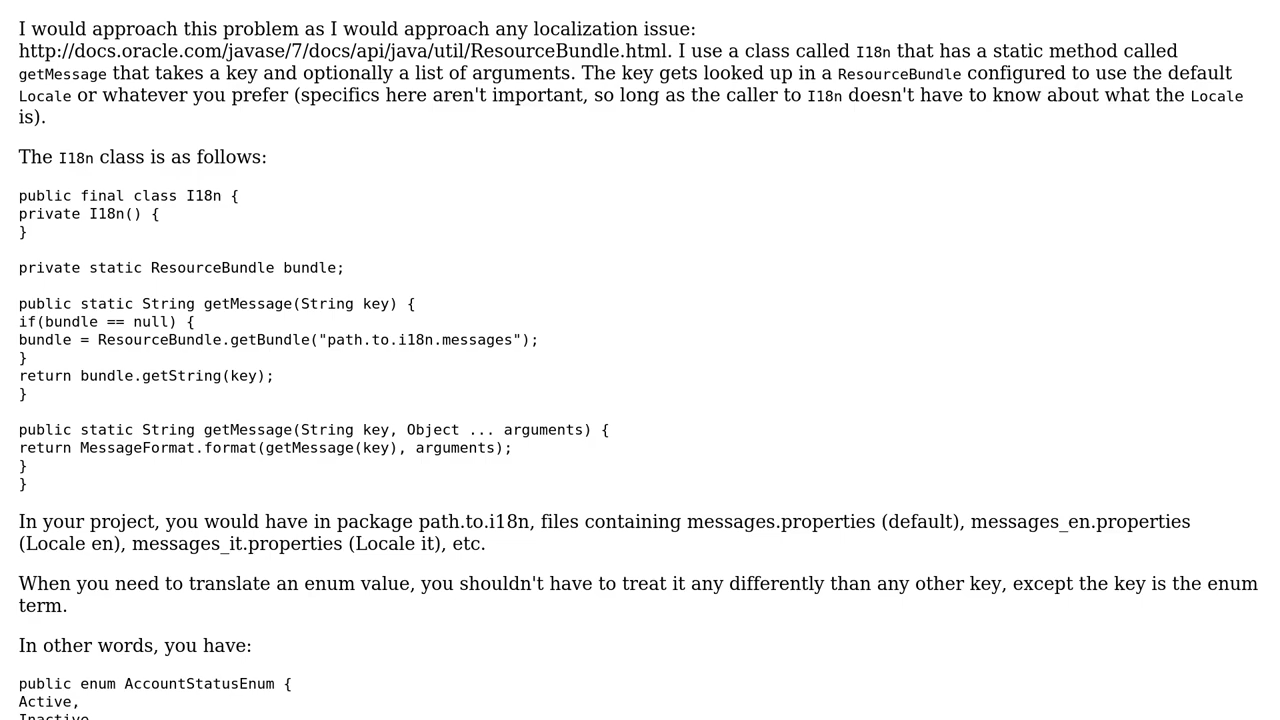 I would approach this problem as I would approach any localization issue:
http://docs.oracle.com/javase/7/docs/api/java/util/ResourceBundle.html. I use a class called I18n that has a static method called
getMessage that takes a key and optionally a list of arguments. The key gets looked up in a ResourceBundle configured to use the default
Locale or whatever you prefer (specifics here aren't important, so long as the caller to I18n doesn't have to know about what the Locale
is).
The I18n class is as follows:
public final class I18n {
private I18n() {
}
private static ResourceBundle bundle;
public static String getMessage(String key) {
if(bundle == null) {
bundle = ResourceBundle.getBundle("path.to.i18n.messages");
}
return bundle.getString(key);
}
public static String getMessage(String key, Object ... arguments) {
return MessageFormat.format(getMessage(key), arguments);
}
}
In your project, you would have in package path.to.i18n, files containing messages.properties (default), messages_en.properties
(Locale en), messages_it.properties (Locale it), etc.
When you need to translate an enum value, you shouldn't have to treat it any differently than any other key, except the key is the enum
term.
In other words, you have:
public enum AccountStatusEnum {
Active,
Inactive